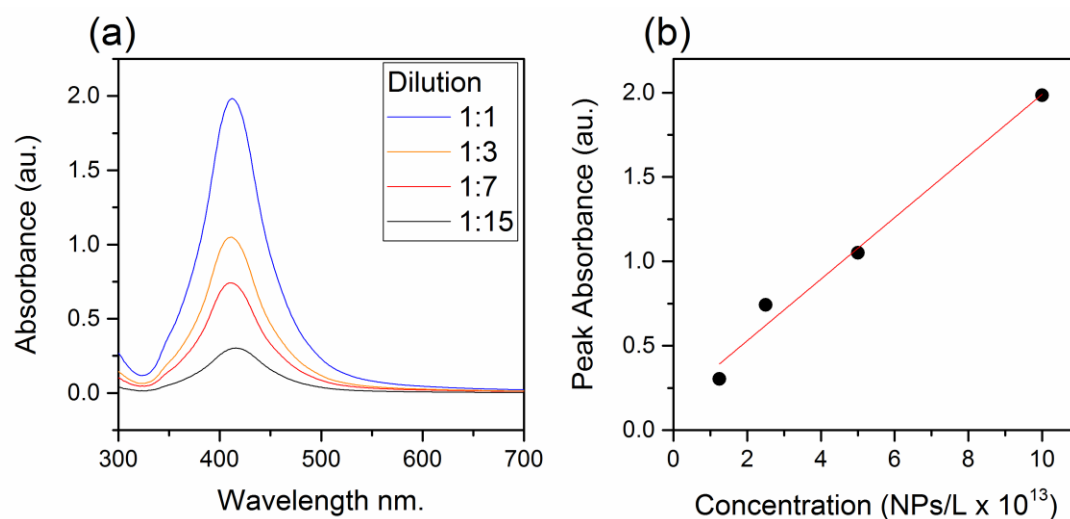 (a)
Absorbance (au.)
2.0
1.5
1.0
0.5
0.0
300 400 500 600 700
Wavelength nm.
Dilution
1:1
1:3
1:7
1:15
(b)
Peak Absorbance (au.)
2.0
1.5
1.0
0.5
0.0
0 2 4 6 8 10
Concentration (NPs/L x 10¹³)